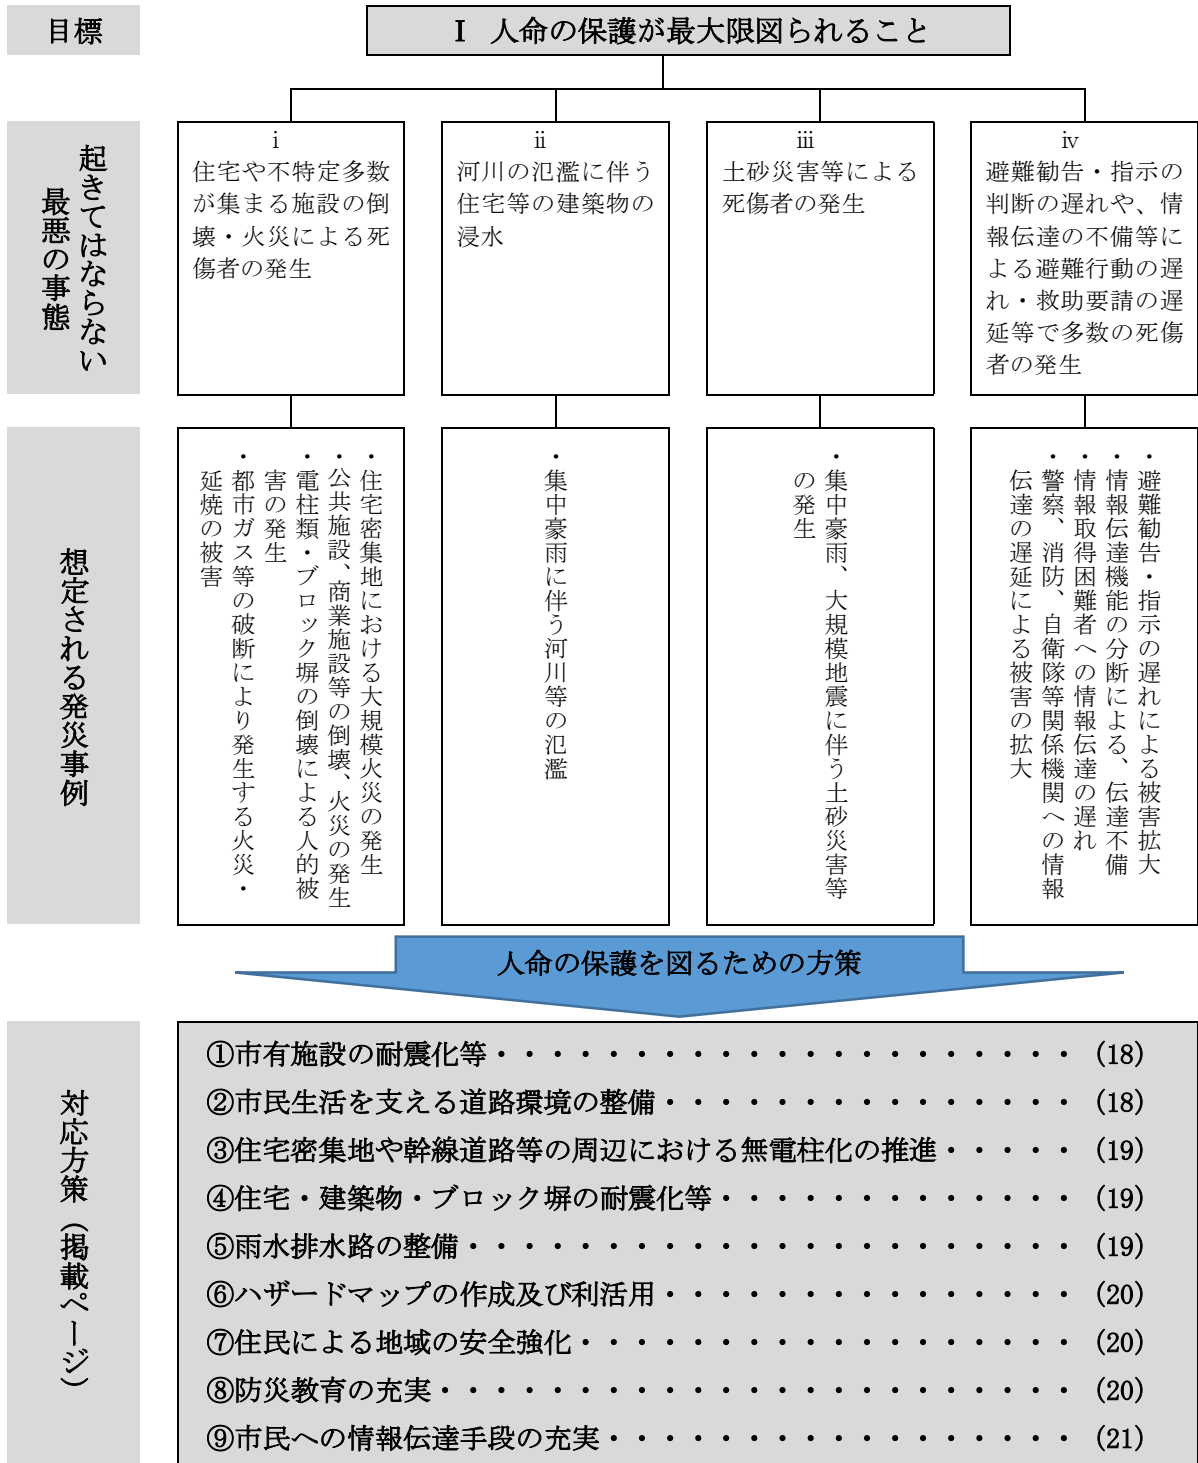 目標
Ⅰ 人命の保護が最大限図られること
起きてはならない
最悪の事態
ⅰ
住宅や不特定多数
が集まる施設の倒
壊・火災による死
傷者の発生
ⅱ
河川の氾濫に伴う
住宅等の建築物の
浸水
ⅲ
土砂災害等による
死傷者の発生
ⅳ
避難勧告・指示の
判断の遅れや、情
報伝達の不備等に
よる避難行動の遅
れ・救助要請の遅
延等で多数の死傷
者の発生
想定される発災事例
・住宅密集地における大規模火災の発生
・公共施設、商業施設等の倒壊、火災の発生
・電柱類・ブロック塀の倒壊による人的被
害の発生
・都市ガス等の破断により発生する火災・
延焼の被害
・集中豪雨に伴う河川等の氾濫
・集中豪雨、大規模地震に伴う土砂災害等
の発生
・避難勧告・指示の遅れによる被害拡大
・情報伝達機能の分断による、伝達不備
・情報取得困難者への情報伝達の遅れ
・警察、消防、自衛隊等関係機関への情報
伝達の遅延による被害の拡大
人命の保護を図るための方策
対応方策（掲載ページ）
①市有施設の耐震化等・・・・・・・・・・・・・・・・・・・・・ (18)
②市民生活を支える道路環境の整備・・・・・・・・・・・・・・・ (18)
③住宅密集地や幹線道路等の周辺における無電柱化の推進・・・・・ (19)
④住宅・建築物・ブロック塀の耐震化等・・・・・・・・・・・・・ (19)
⑤雨水排水路の整備・・・・・・・・・・・・・・・・・・・・・・ (19)
⑥ハザードマップの作成及び利活用・・・・・・・・・・・・・・・ (20)
⑦住民による地域の安全強化・・・・・・・・・・・・・・・・・・ (20)
⑧防災教育の充実・・・・・・・・・・・・・・・・・・・・・・・ (20)
⑨市民への情報伝達手段の充実・・・・・・・・・・・・・・・・・ (21)